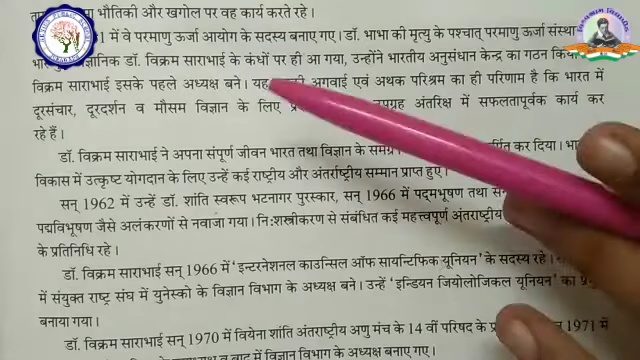 भौतिकी और खगोल पर वह कार्य करते रहे।
में वे परमाणु ऊर्जा आयोग के सदस्य बनाए गए। डॉ. भाभा की मृत्यु के पश्चात् परमाणु ऊर्जा संस्था
डॉ. विक्रम साराभाई के कंधों पर ही आ गया, उन्होंने भारतीय अनुसंधान केन्द्र का गठन
विक्रम साराभाई इसके पहले अध्यक्ष बने। यह अगवाई एवं अथक परिश्रम का ही परिणाम है कि भारत में
दूरसंचार, दूरदर्शन व मौसम विज्ञान के लिए उपग्रह अंतरिक्ष में सफलतापूर्वक कार्य कर
रहे हैं।
डॉ. विक्रम साराभाई ने अपना संपूर्ण जीवन भारत तथा विज्ञान के कर दिया।
विकास में उत्कृष्ट योगदान के लिए उन्हें कई राष्ट्रीय और अंतर्राष्ट्रीय सम्मान प्राप्त हुए।
सन् 1962 में उन्हें डॉ. शांति स्वरूप भटनागर पुरस्कार, सन् 1966 में पद्मभूषण तथा
पद्मविभूषण जैसे अलंकरणों से नवाजा गया। नि:शस्त्रीकरण से संबंधित कई महत्त्वपूर्ण अंतराष्ट्रीय
के प्रतिनिधि रहे।
डॉ. विक्रम साराभाई सन् 1966 में 'इन्टरनेशनल काउन्सिल ऑफ सायन्टिफिक यूनियन' के सदस्य रहे।
में संयुक्त राष्ट्र संघ में युनेस्को के विज्ञान विभाग के अध्यक्ष बने। उन्हें 'इन्डियन जियोलोजिकल यूनियन' का
बनाया गया।
डॉ. विक्रम साराभाई सन् 1970 में वियेना शांति अंतराष्ट्रीय अणु मंच के 14 वीं परिषद के 1971 में
व बाद में विज्ञान विभाग के अध्यक्ष बनाए गए।